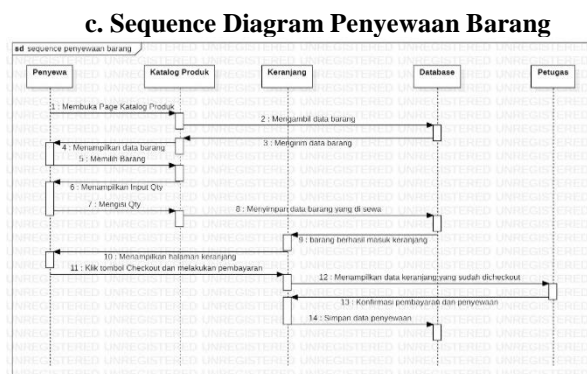 c. Sequence Diagram Penyewaan Barang
sd sequence penyewaan barang
Penyewa
Katalog Produk
Keranjang
Database
Petugas
1 : Membuka Page Katalog Produk
2 : Mengambil data barang
3 : Mengirim data barang
4 : Menampilkan data barang
5 : Memilih Barang
6 : Menampilkan Input Qty
7 : Mengisi Qty
8 : Menyimpan data barang yang di sewa
9 : barang berhasil masuk keranjang
10 : Menampilkan halaman keranjang
11 : Klik tombol Checkout dan melakukan pembayaran
12 : Menampilkan data keranjang yang sudah dicheckout
13 : Konfirmasi pembayaran dan penyewaan
14 : Simpan data penyewaan